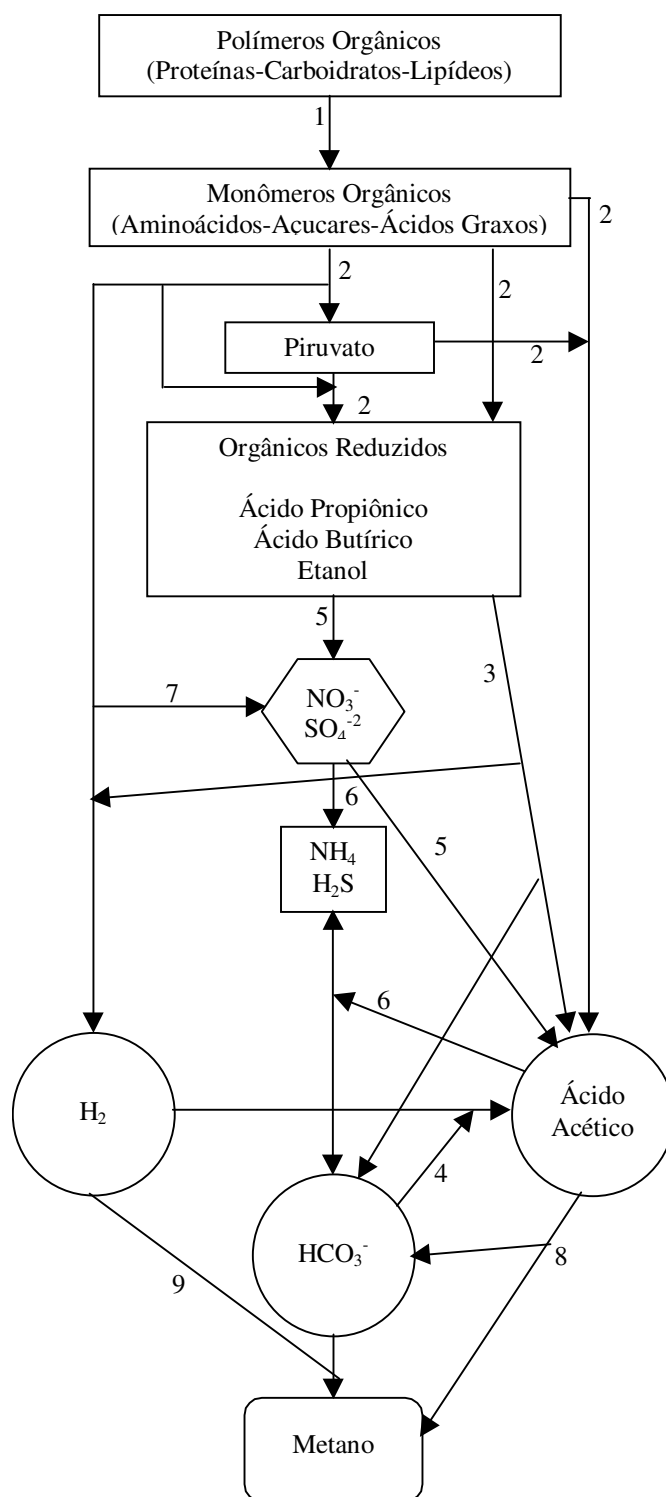 Polímeros Orgânicos
(Proteínas-Carboidratos-Lipídeos)
1
Monômeros Orgânicos
(Aminoácidos-Açucares-Ácidos Graxos)
2
2
2
Piruvato
2
2
Orgânicos Reduzidos
Ácido Propiônico
Ácido Butírico
Etanol
5
3
7
NO₃⁻
SO₄⁻²
6
5
NH₄
H₂S
6
H₂
Ácido
Acético
4
HCO₃⁻
8
9
Metano